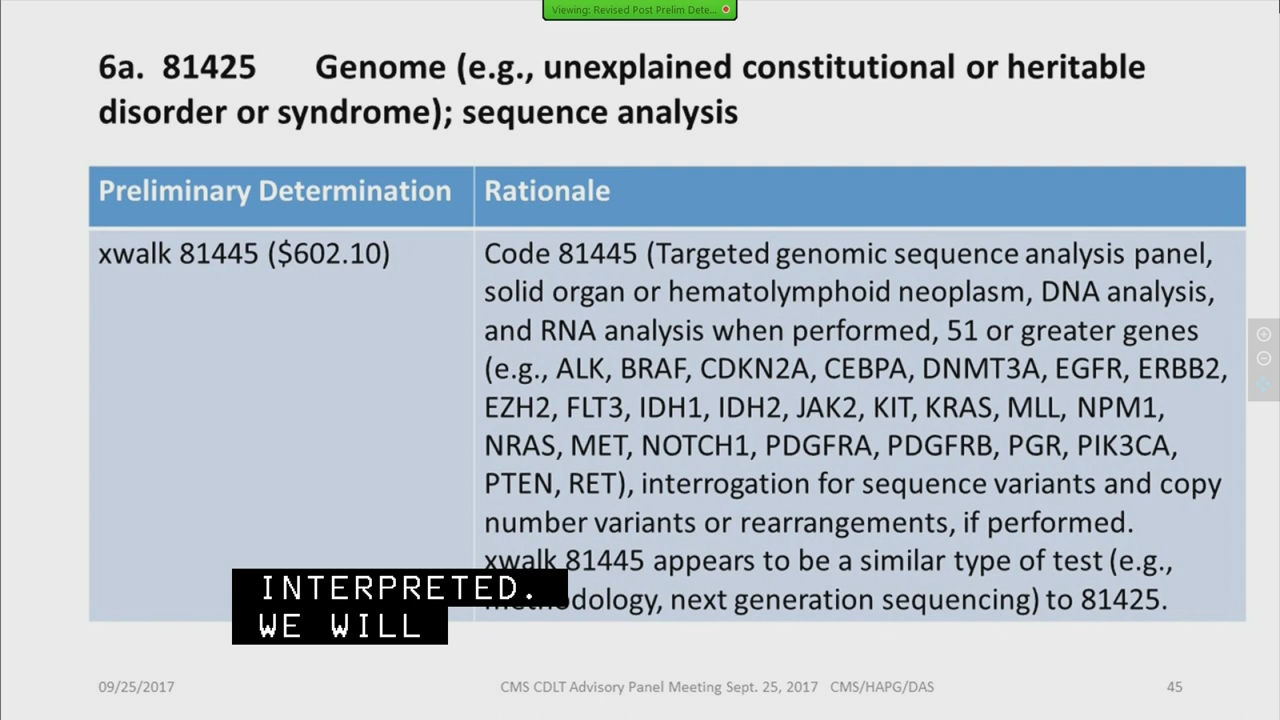 Viewing: Revised Post Prelim Dete...
6a. 81425 Genome (e.g., unexplained constitutional or heritable
disorder or syndrome); sequence analysis
Preliminary Determination
Rationale
xwalk 81445 ($602.10)
Code 81445 (Targeted genomic sequence analysis panel,
solid organ or hematolymphoid neoplasm, DNA analysis,
and RNA analysis when performed, 51 or greater genes
(e.g., ALK, BRAF, CDKN2A, CEBPA, DNMT3A, EGFR, ERBB2,
EZH2, FLT3, IDH1, IDH2, JAK2, KIT, KRAS, MLL, NPM1,
NRAS, MET, NOTCH1, PDGFRA, PDGFRB, PGR, PIK3CA,
PTEN, RET), interrogation for sequence variants and copy
number variants or rearrangements, if performed.
xwalk 81445 appears to be a similar type of test (e.g.,
methodology, next generation sequencing) to 81425.
INTERPRETED.
WE WILL
09/25/2017
CMS CDLT Advisory Panel Meeting Sept. 25, 2017 CMS/HAPG/DAS
45